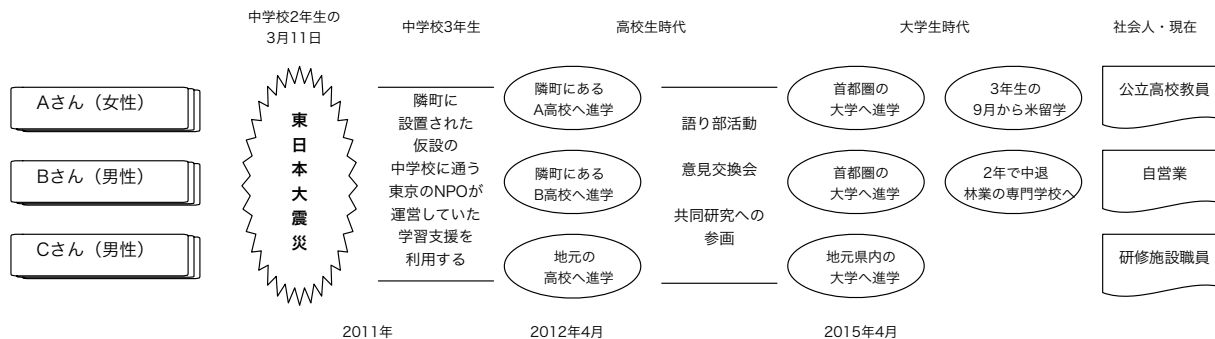 中学校2年生の
3月11日
中学校3年生
高校生時代
大学生時代
社会人・現在
Aさん（女性）
Bさん（男性）
Cさん（男性）
東日本大震災
隣町に
設置された
仮設の
中学校に通う
東京のNPOが
運営していた
学習支援を
利用する
隣町にある
A高校へ進学
隣町にある
B高校へ進学
地元の
高校へ進学
語り部活動
意見交換会
共同研究への
参画
首都圏の
大学へ進学
3年生の
9月から米留学
首都圏の
大学へ進学
2年で中退
林業の専門学校へ
地元県内の
大学へ進学
公立高校教員
自営業
研修施設職員
2011年
2012年4月
2015年4月